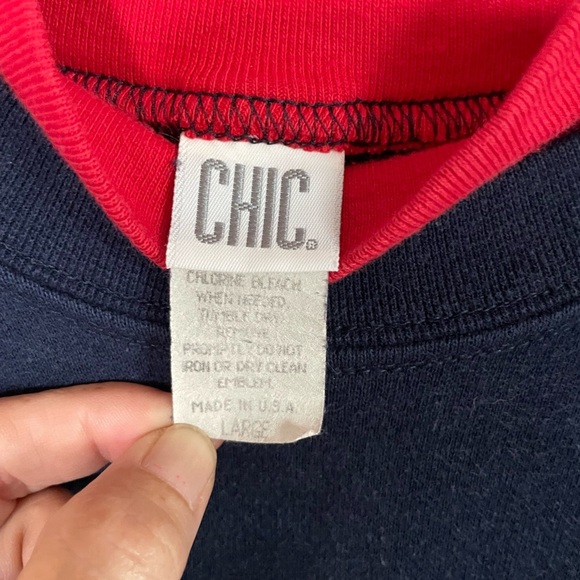 CHIC®
CHLORINE BLEACH
WHEN NEEDED.
TUMBLE DRY.
REMOVE
PROMPTLY. DO NOT
IRON OR DRY CLEAN
EMBLEM.
MADE IN U.S.A.
LARGE